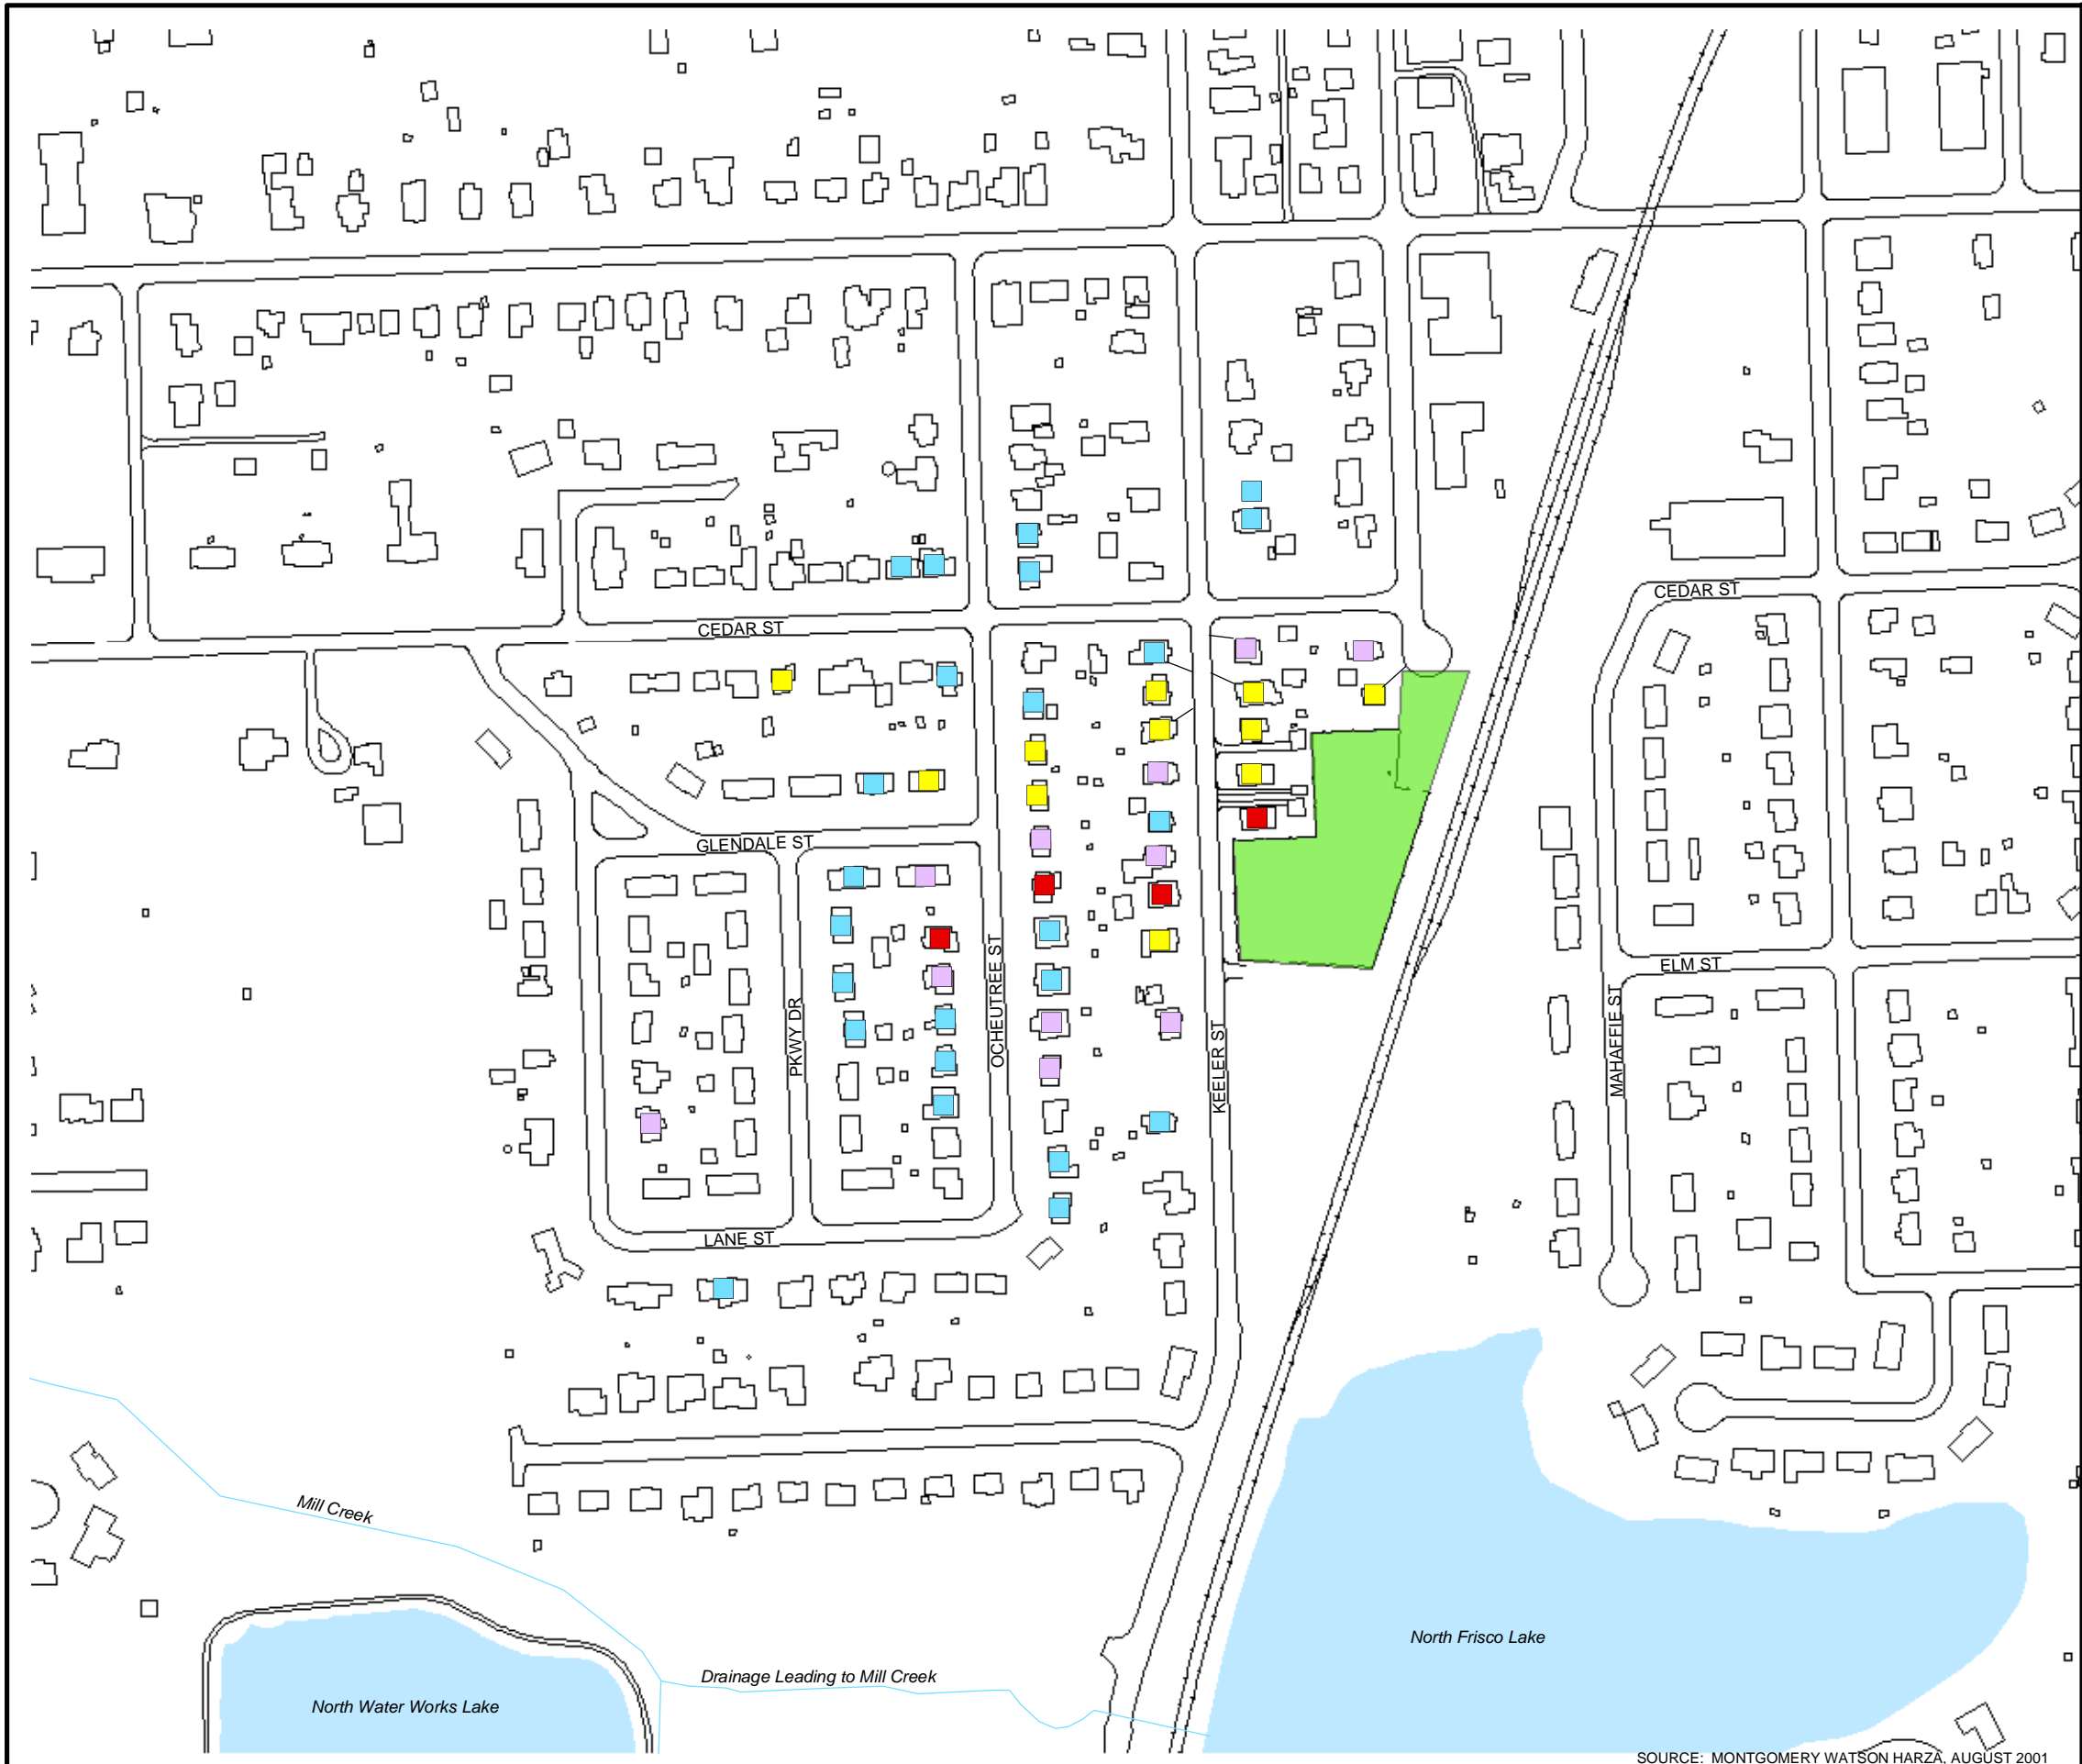 CEDAR ST
CEDAR ST
GLENDALE ST
OCHEUTREE ST
ELM ST
PKWY DR
KEELER ST
MAHAFFIE ST
LANE ST
Mill Creek
North Frisco Lake
Drainage Leading to Mill Creek
North Water Works Lake
SOURCE: MONTGOMERY WATSON HARZA, AUGUST 2001